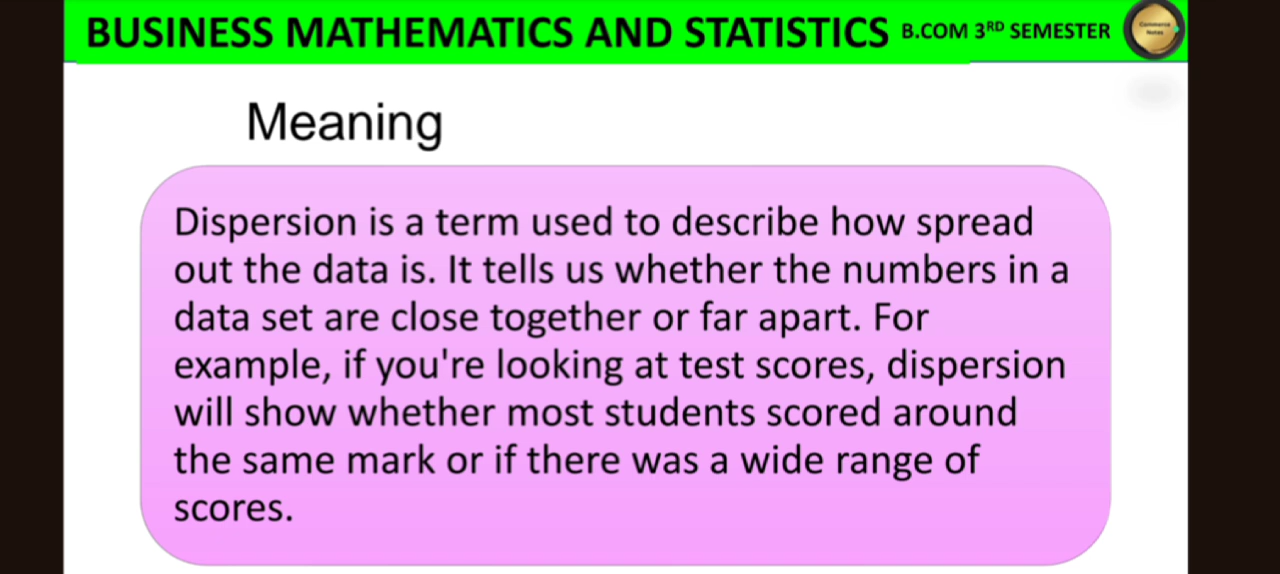 BUSINESS MATHEMATICS AND STATISTICS B.COM 3RD SEMESTER
Commerce
Notes
Meaning
Dispersion is a term used to describe how spread
out the data is. It tells us whether the numbers in a
data set are close together or far apart. For
example, if you're looking at test scores, dispersion
will show whether most students scored around
the same mark or if there was a wide range of
scores.